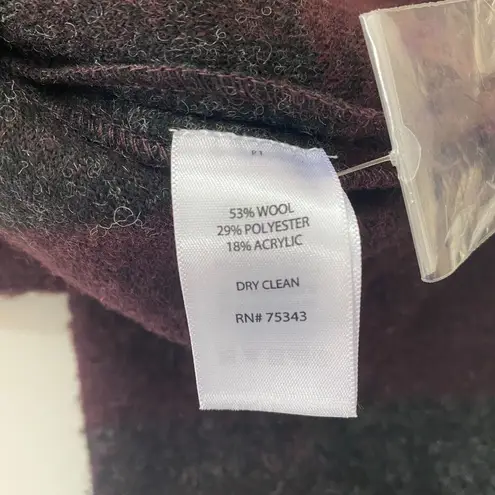 53% WOOL
29% POLYESTER
18% ACRYLIC
DRY CLEAN
RN# 75343